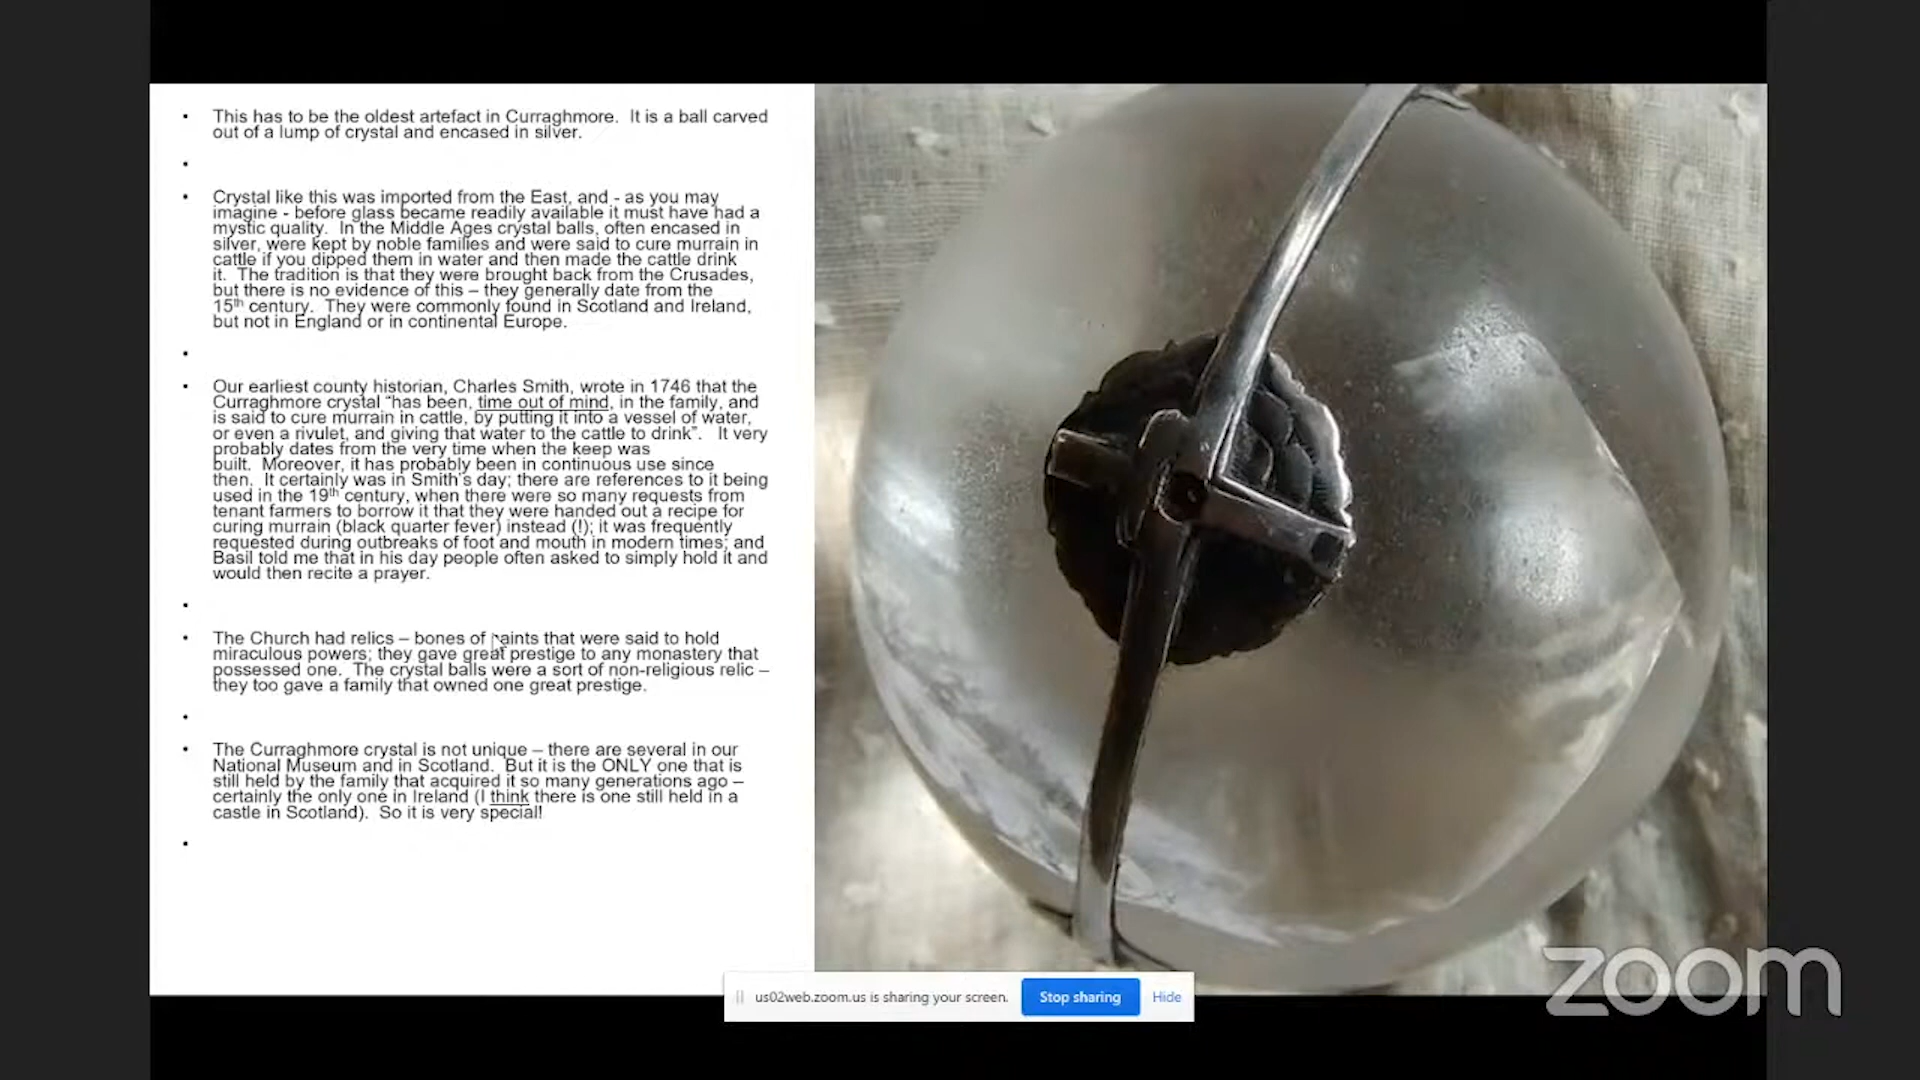 This has to be the oldest artefact in Curraghmore. It is a ball carved
out of a lump of crystal and encased in silver.
Crystal like this was imported from the East, and - as you may
imagine - before glass became readily available it must have had a
mystic quality. In the Middle Ages crystal balls, often encased in
silver, were kept by noble families and were said to cure murrain in
cattle if you dipped them in water and then made the cattle drink
it. The tradition is that they were brought back from the Crusades,
but there is no evidence of this – they generally date from the
15th century. They were commonly found in Scotland and Ireland,
but not in England or in continental Europe.
Our earliest county historian, Charles Smith, wrote in 1746 that the
Curraghmore crystal “has been, time out of mind, in the family, and
is said to cure murrain in cattle, by putting it into a vessel of water,
or even a rivulet, and giving that water to the cattle to drink”. It very
probably dates from the very time when the keep was
built. Moreover, it has probably been in continuous use since
then. It certainly was in Smith's day; there are references to it being
used in the 19th century, when there were so many requests from
tenant farmers to borrow it that they were handed out a recipe for
curing murrain (black quarter fever) instead (!); it was frequently
requested during outbreaks of foot and mouth in modern times; and
Basil told me that in his day people often asked to simply hold it and
would then recite a prayer.
The Church had relics – bones of saints that were said to hold
miraculous powers; they gave great prestige to any monastery that
possessed one. The crystal balls were a sort of non-religious relic –
they too gave a family that owned one great prestige.
The Curraghmore crystal is not unique – there are several in our
National Museum and in Scotland. But it is the ONLY one that is
still held by the family that acquired it so many generations ago –
certainly the only one in Ireland (I think there is one still held in a
castle in Scotland). So it is very special!
us02web.zoom.us is sharing your screen. Stop sharing Hide
zoom